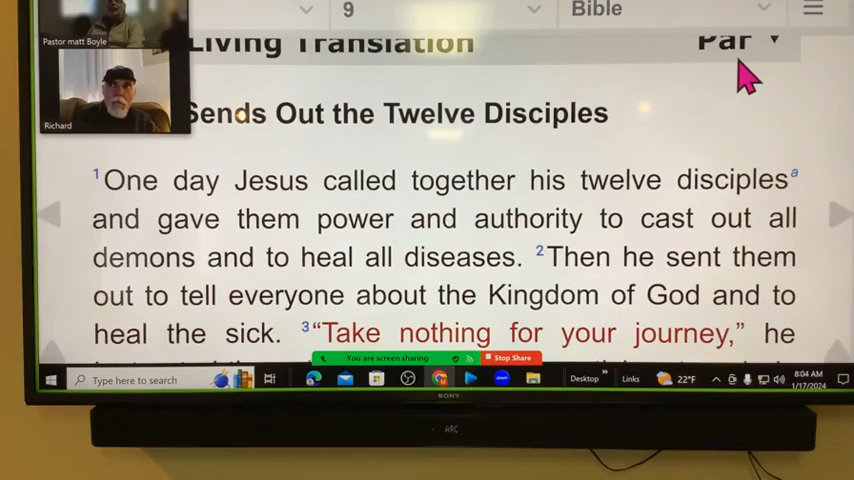 Pastor matt Boyle
9
Bible
Living Translation
Par
Richard
Sends Out the Twelve Disciples
1One day Jesus called together his twelve disciplesa
and gave them power and authority to cast out all
demons and to heal all diseases. 2Then he sent them
out to tell everyone about the Kingdom of God and to
heal the sick. 3“Take nothing for your journey,” he
You are screen sharing
Stop Share
Type here to search
Desktop
Links
22°F
8:04 AM
1/17/2024
SONY
ARC